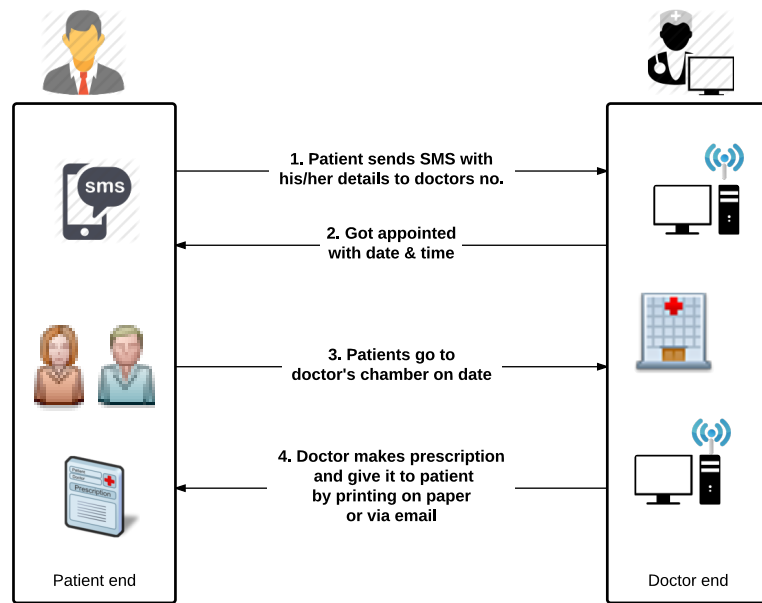 sms
1. Patient sends SMS with
his/her details to doctors no.
2. Got appointed
with date & time
3. Patients go to
doctor's chamber on date
4. Doctor makes prescription
and give it to patient
by printing on paper
or via email
Patient
Doctor
Prescription
Patient end
Doctor end